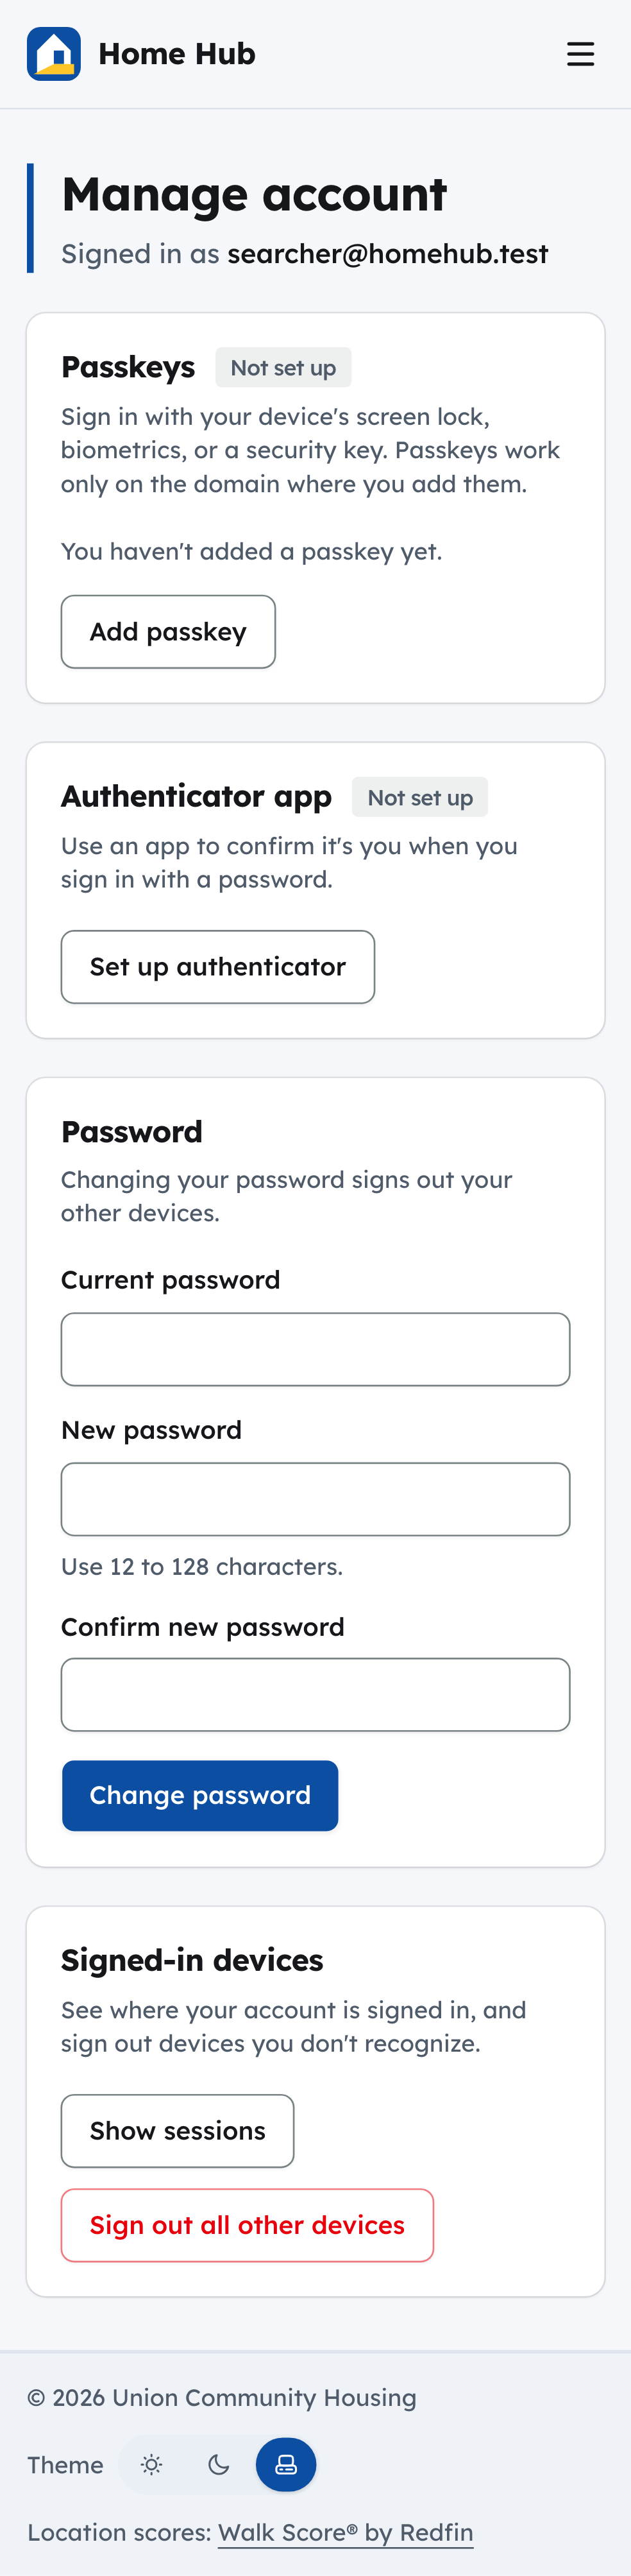 Home Hub
Manage account
Signed in as searcher@homehub.test
Passkeys Not set up
Sign in with your device's screen lock,
biometrics, or a security key. Passkeys work
only on the domain where you add them.
You haven't added a passkey yet.
Add passkey
Authenticator app Not set up
Use an app to confirm it's you when you
sign in with a password.
Set up authenticator
Password
Changing your password signs out your
other devices.
Current password
New password
Use 12 to 128 characters.
Confirm new password
Change password
Signed-in devices
See where your account is signed in, and
sign out devices you don't recognize.
Show sessions
Sign out all other devices
© 2026 Union Community Housing
Theme
Location scores: Walk Score® by Redfin